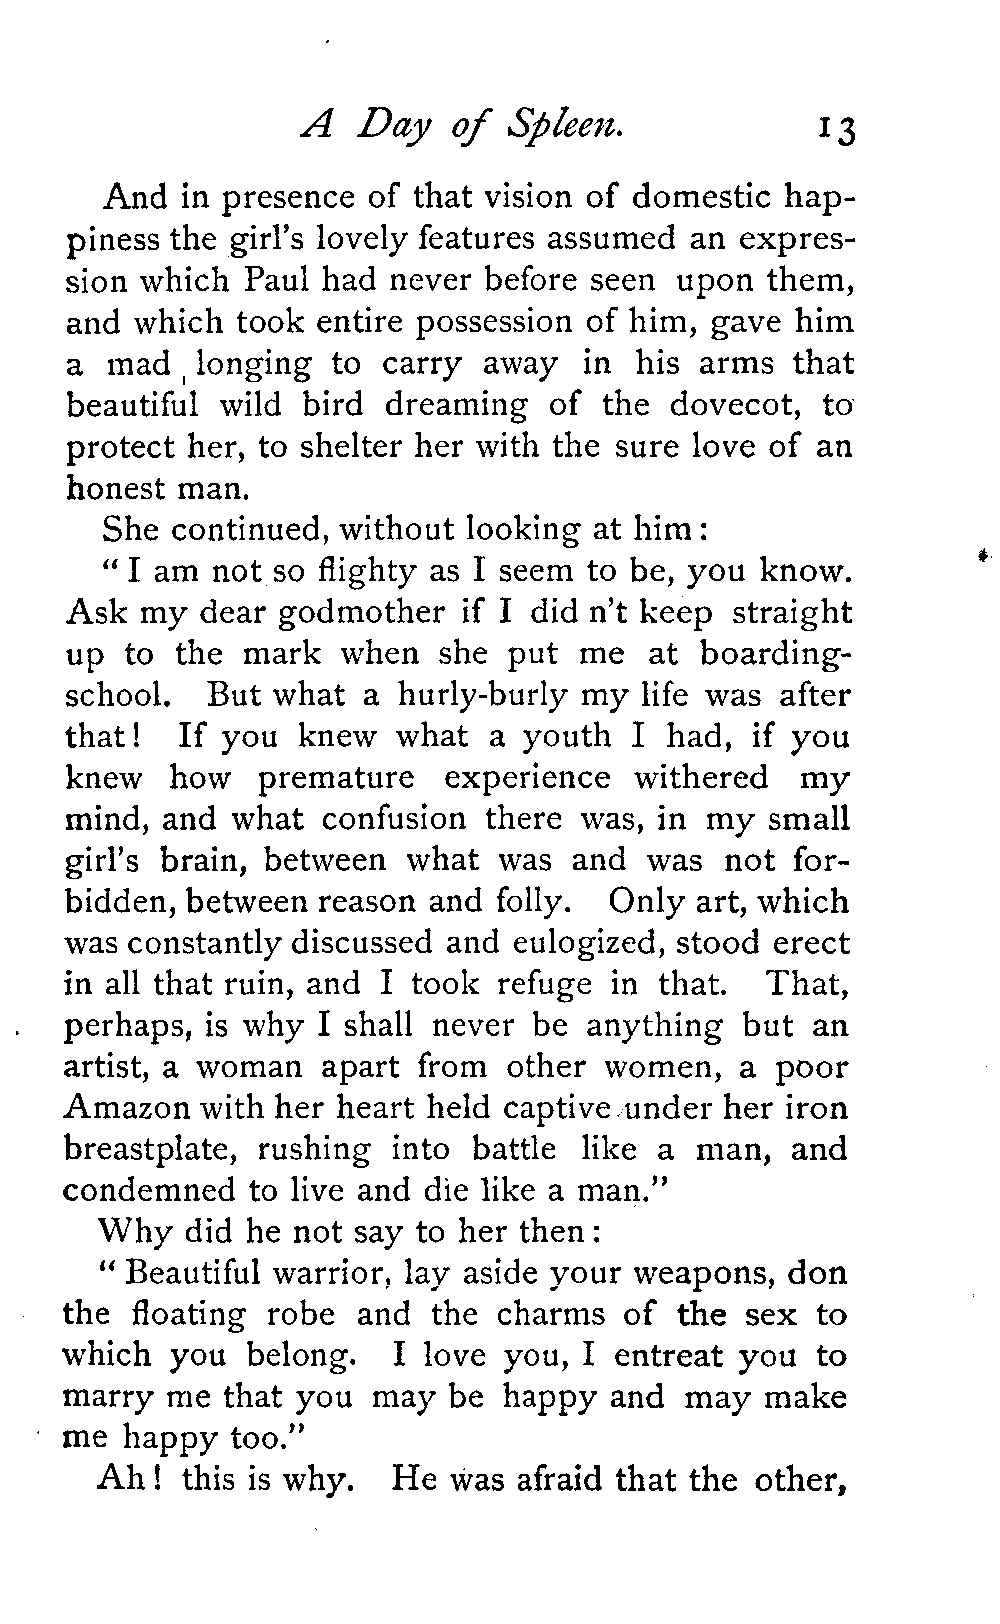 A Day of Spleen. 13
And in presence of that vision of domestic hap-
piness the girl's lovely features assumed an expres-
sion which Paul had never before seen upon them,
and which took entire possession of him, gave him
a mad longing to carry away in his arms that
beautiful wild bird dreaming of the dovecot, to
protect her, to shelter her with the sure love of an
honest man.
She continued, without looking at him:
"I am not so flighty as I seem to be, you know.
Ask my dear godmother if I did n't keep straight
up to the mark when she put me at boarding-
school. But what a hurly-burly my life was after
that! If you knew what a youth I had, if you
knew how premature experience withered my
mind, and what confusion there was, in my small
girl's brain, between what was and was not for-
bidden, between reason and folly. Only art, which
was constantly discussed and eulogized, stood erect
in all that ruin, and I took refuge in that. That,
perhaps, is why I shall never be anything but an
artist, a woman apart from other women, a poor
Amazon with her heart held captive under her iron
breastplate, rushing into battle like a man, and
condemned to live and die like a man."
Why did he not say to her then:
"Beautiful warrior, lay aside your weapons, don
the floating robe and the charms of the sex to
which you belong. I love you, I entreat you to
marry me that you may be happy and may make
me happy too."
Ah! this is why. He was afraid that the other,